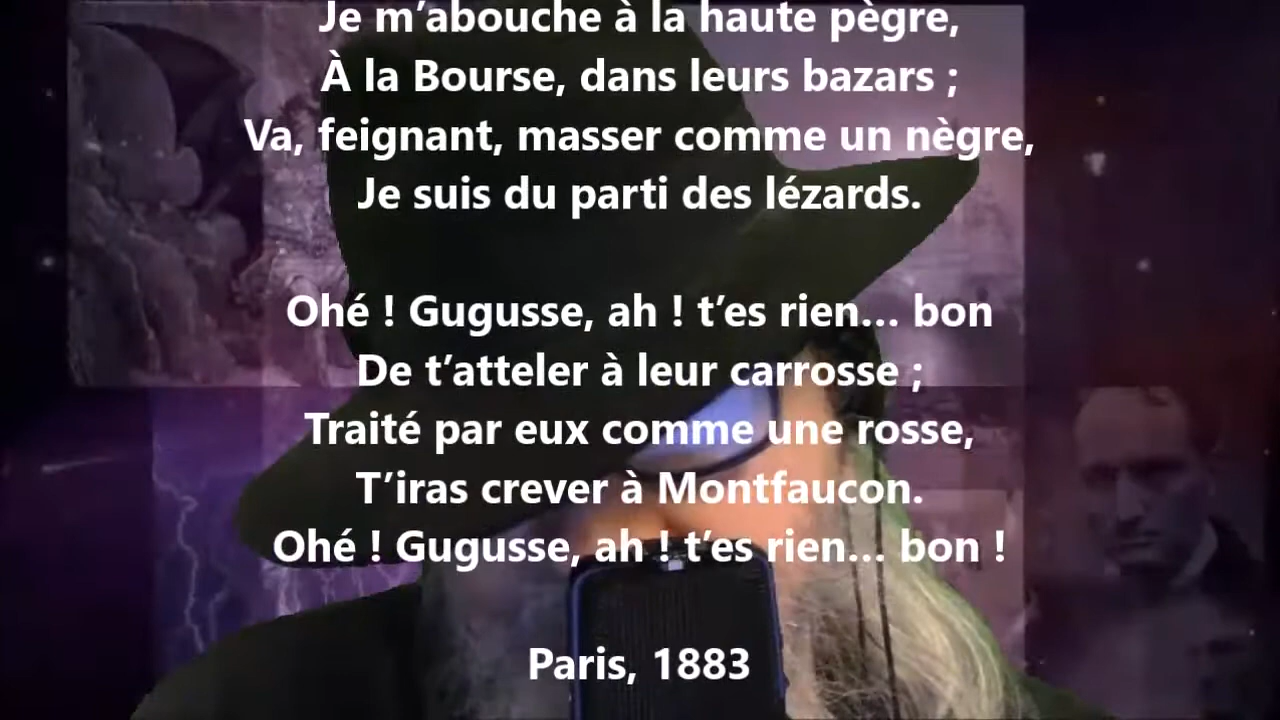 Je m’abouche à la haute pègre,
À la Bourse, dans leurs bazars ;
Va, feignant, masser comme un nègre,
Je suis du parti des lézards.
Ohé ! Gugusse, ah ! t’es rien… bon
De t’atteler à leur carrosse ;
Traité par eux comme une rosse,
T’iras crever à Montfaucon.
Ohé ! Gugusse, ah ! t’es rien… bon !
Paris, 1883